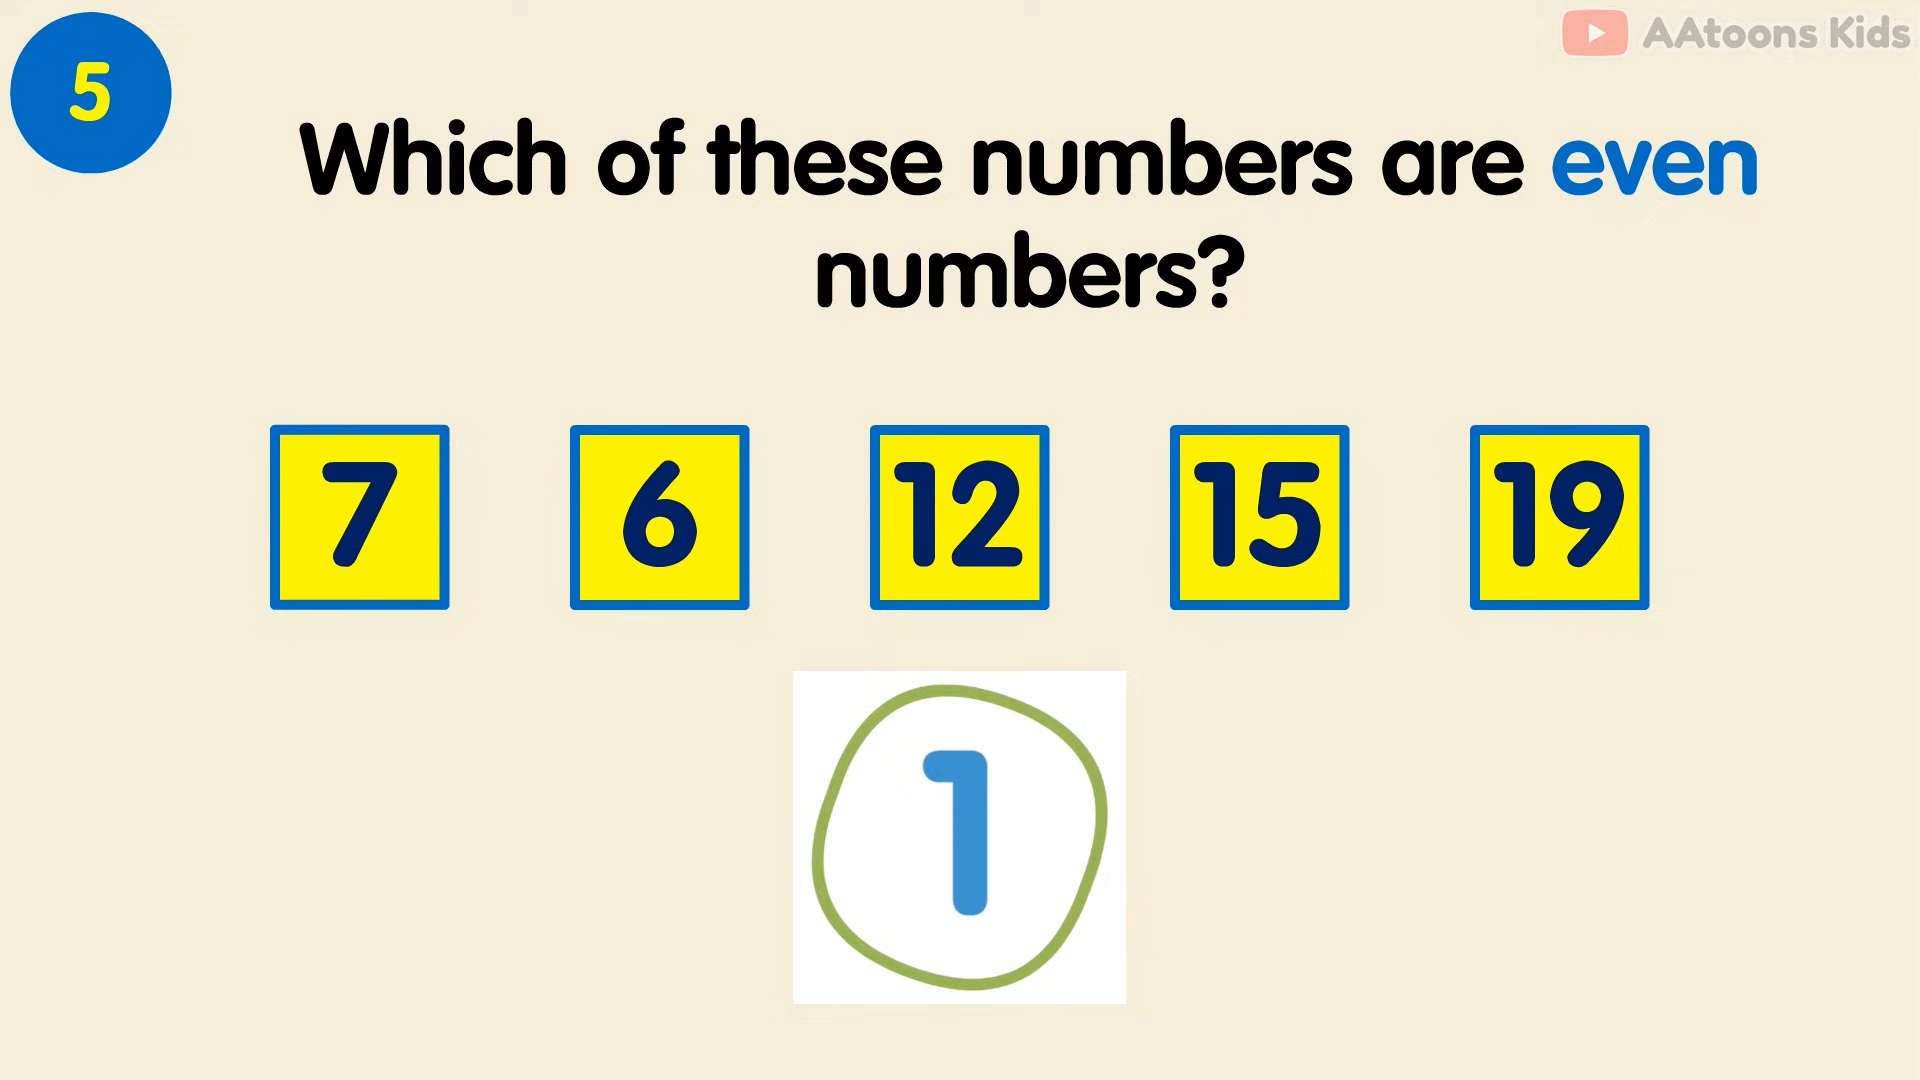 5
AAtoons Kids
Which of these numbers are even
numbers?
7 6 12 15 19
1